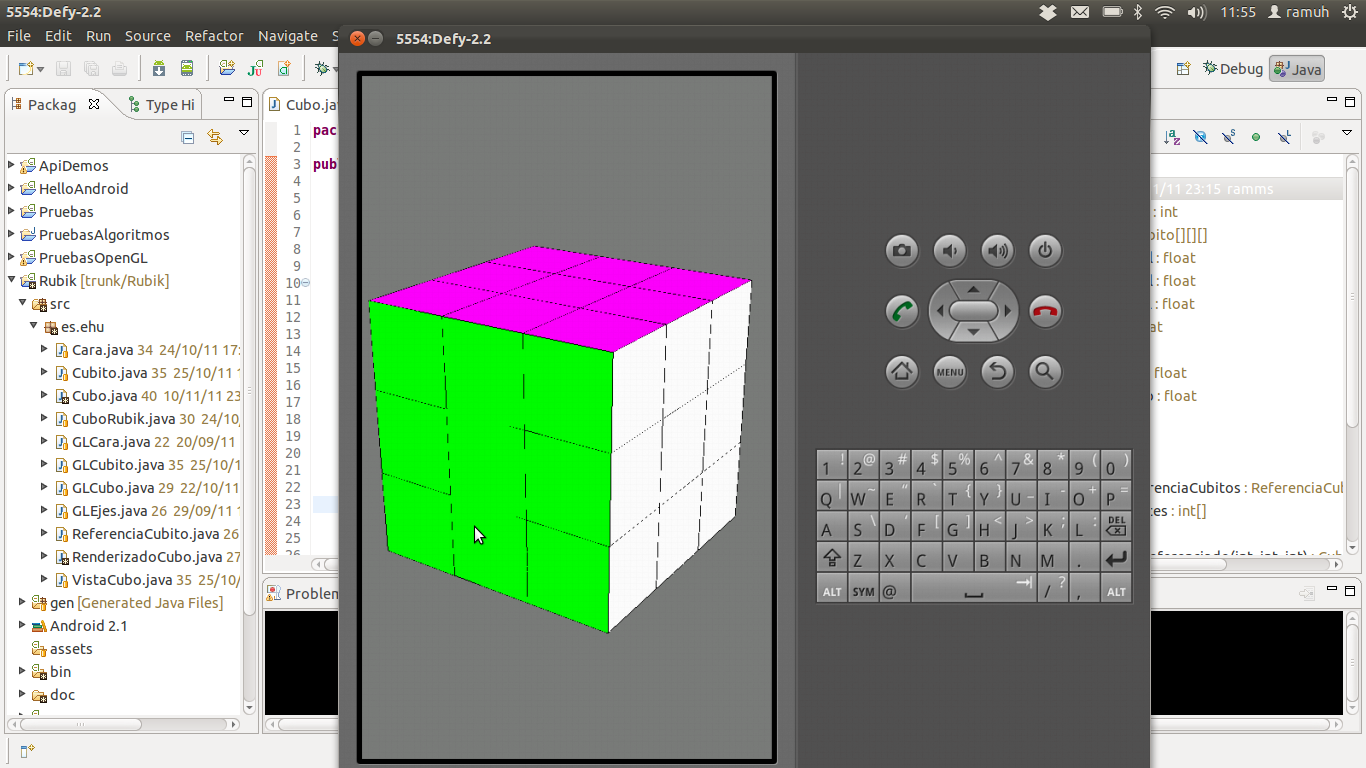 5554:Defy-2.2
11:55 ramuh
File Edit Run Source Refactor Navigate S
5554:Defy-2.2
Debug Java
Packag Type Hi
Cubo.ja
1 pac
2
3 publ
4
5
6
7
8
9
10
11
12
13
14
15
16
17
18
19
20
21
22
23
24
25
26
ApiDemos
HelloAndroid
Pruebas
PruebasAlgoritmos
PruebasOpenGL
Rubik [trunk/Rubik]
src
es.ehu
Cara.java 34 24/10/11 17:
Cubito.java 35 25/10/11 1
Cubo.java 40 10/11/11 23
CuboRubik.java 30 24/10/
GLCara.java 22 20/09/11
GLCubito.java 35 25/10/1
GLCubo.java 29 22/10/11
GLEjes.java 26 29/09/11
ReferenciaCubito.java 26
RenderizadoCubo.java 27
VistaCubo.java 35 25/10/
gen [Generated Java Files]
Android 2.1
assets
bin
doc
Problem
1/11 23:15 ramms
: int
bito[][][]
l : float
l : float
l : float
at
: float
o : float
renciaCubitos : ReferenciaCub
es : int[]
MENU
1 ! 2 @ 3 # 4 $ 5 % 6 ^ 7 & 8 * 9 ( 0 )
Q | W ~ E “ R ` T { Y } U _ I - O + P =
A S \ D ‘ F [ G ] H < J > K ; L : DEL
Z X C V B N M .
ALT SYM @ / ? , ALT